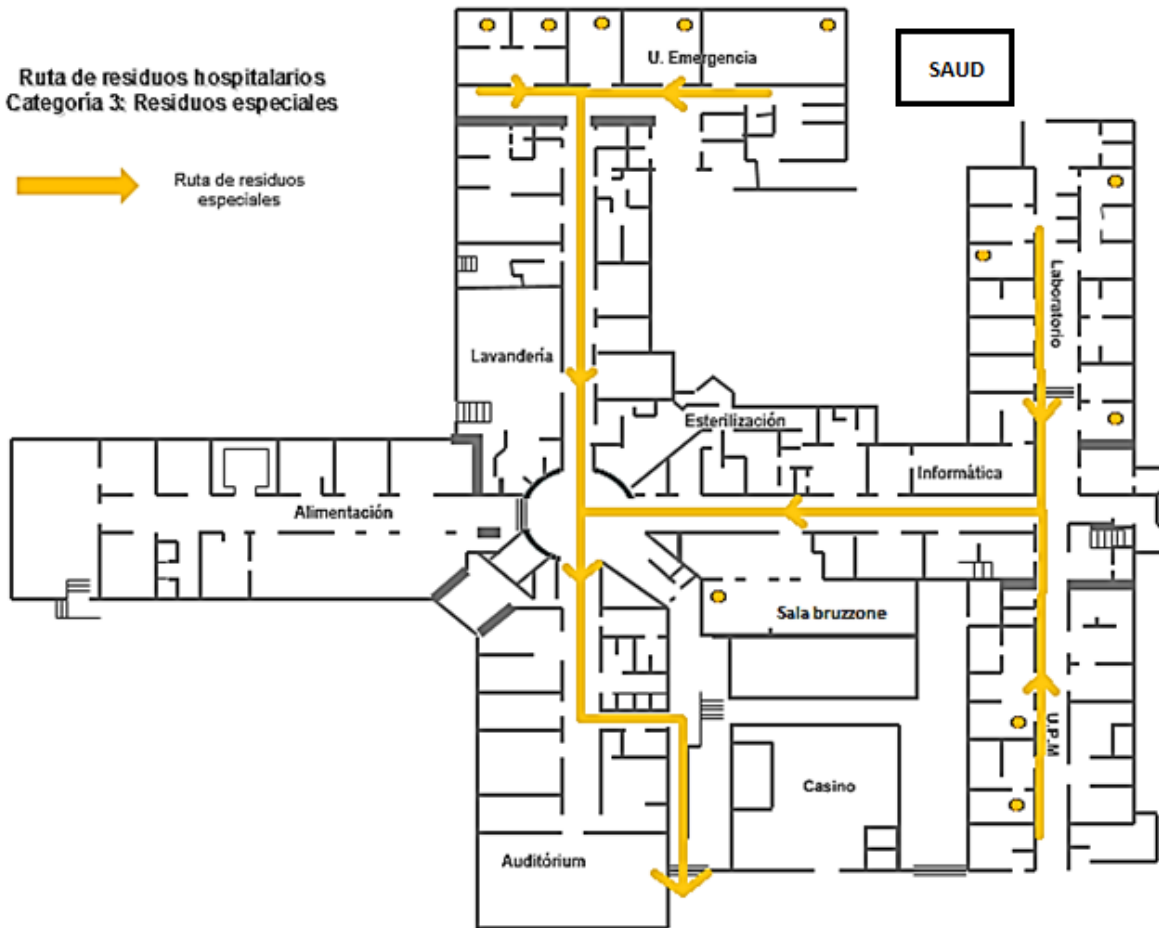 Ruta de residuos hospitalarios
Categoría 3: Residuos especiales
Ruta de residuos
especiales
U. Emergencia
SAUD
Laboratorio
Lavandería
Esterilización
Informática
Alimentación
Sala bruzzone
U.P.M
Casino
Auditórium